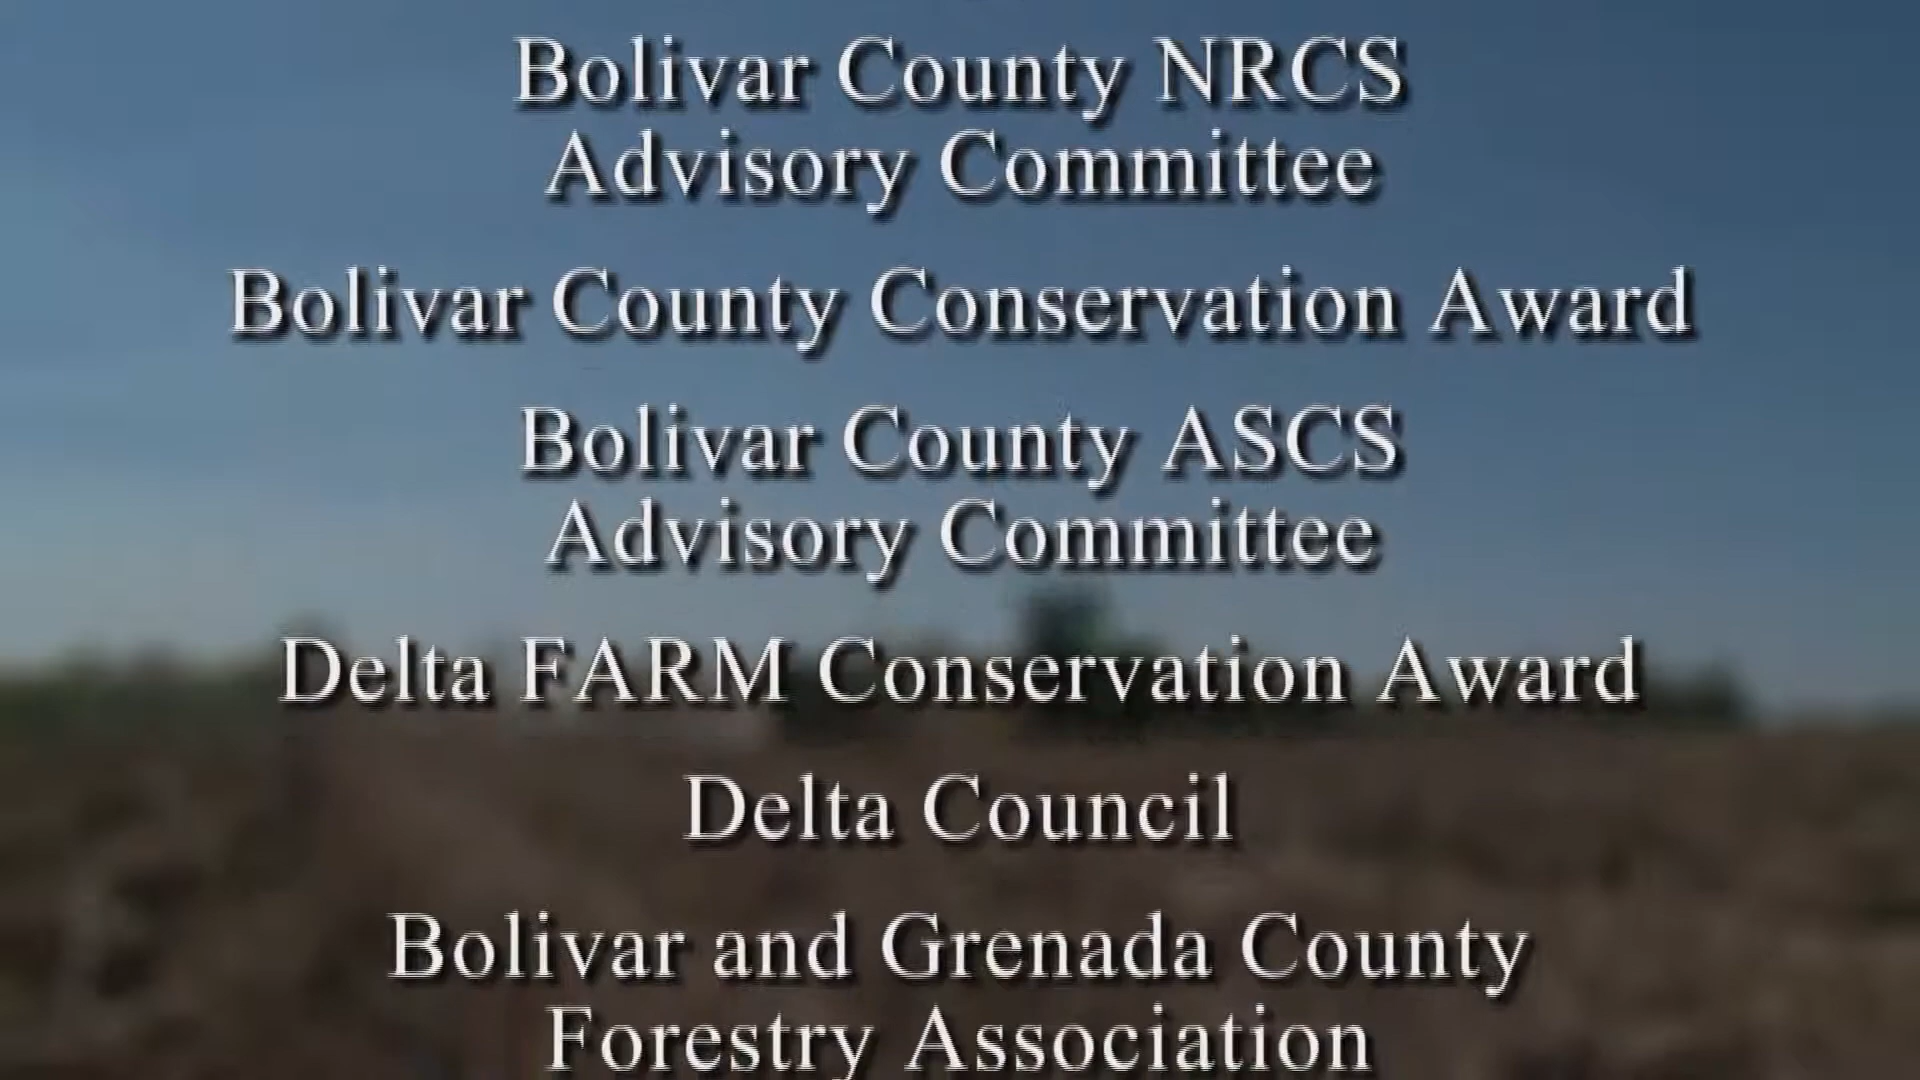 Bolivar County NRCS
Advisory Committee
Bolivar County Conservation Award
Bolivar County ASCS
Advisory Committee
Delta FARM Conservation Award
Delta Council
Bolivar and Grenada County
Forestry Association